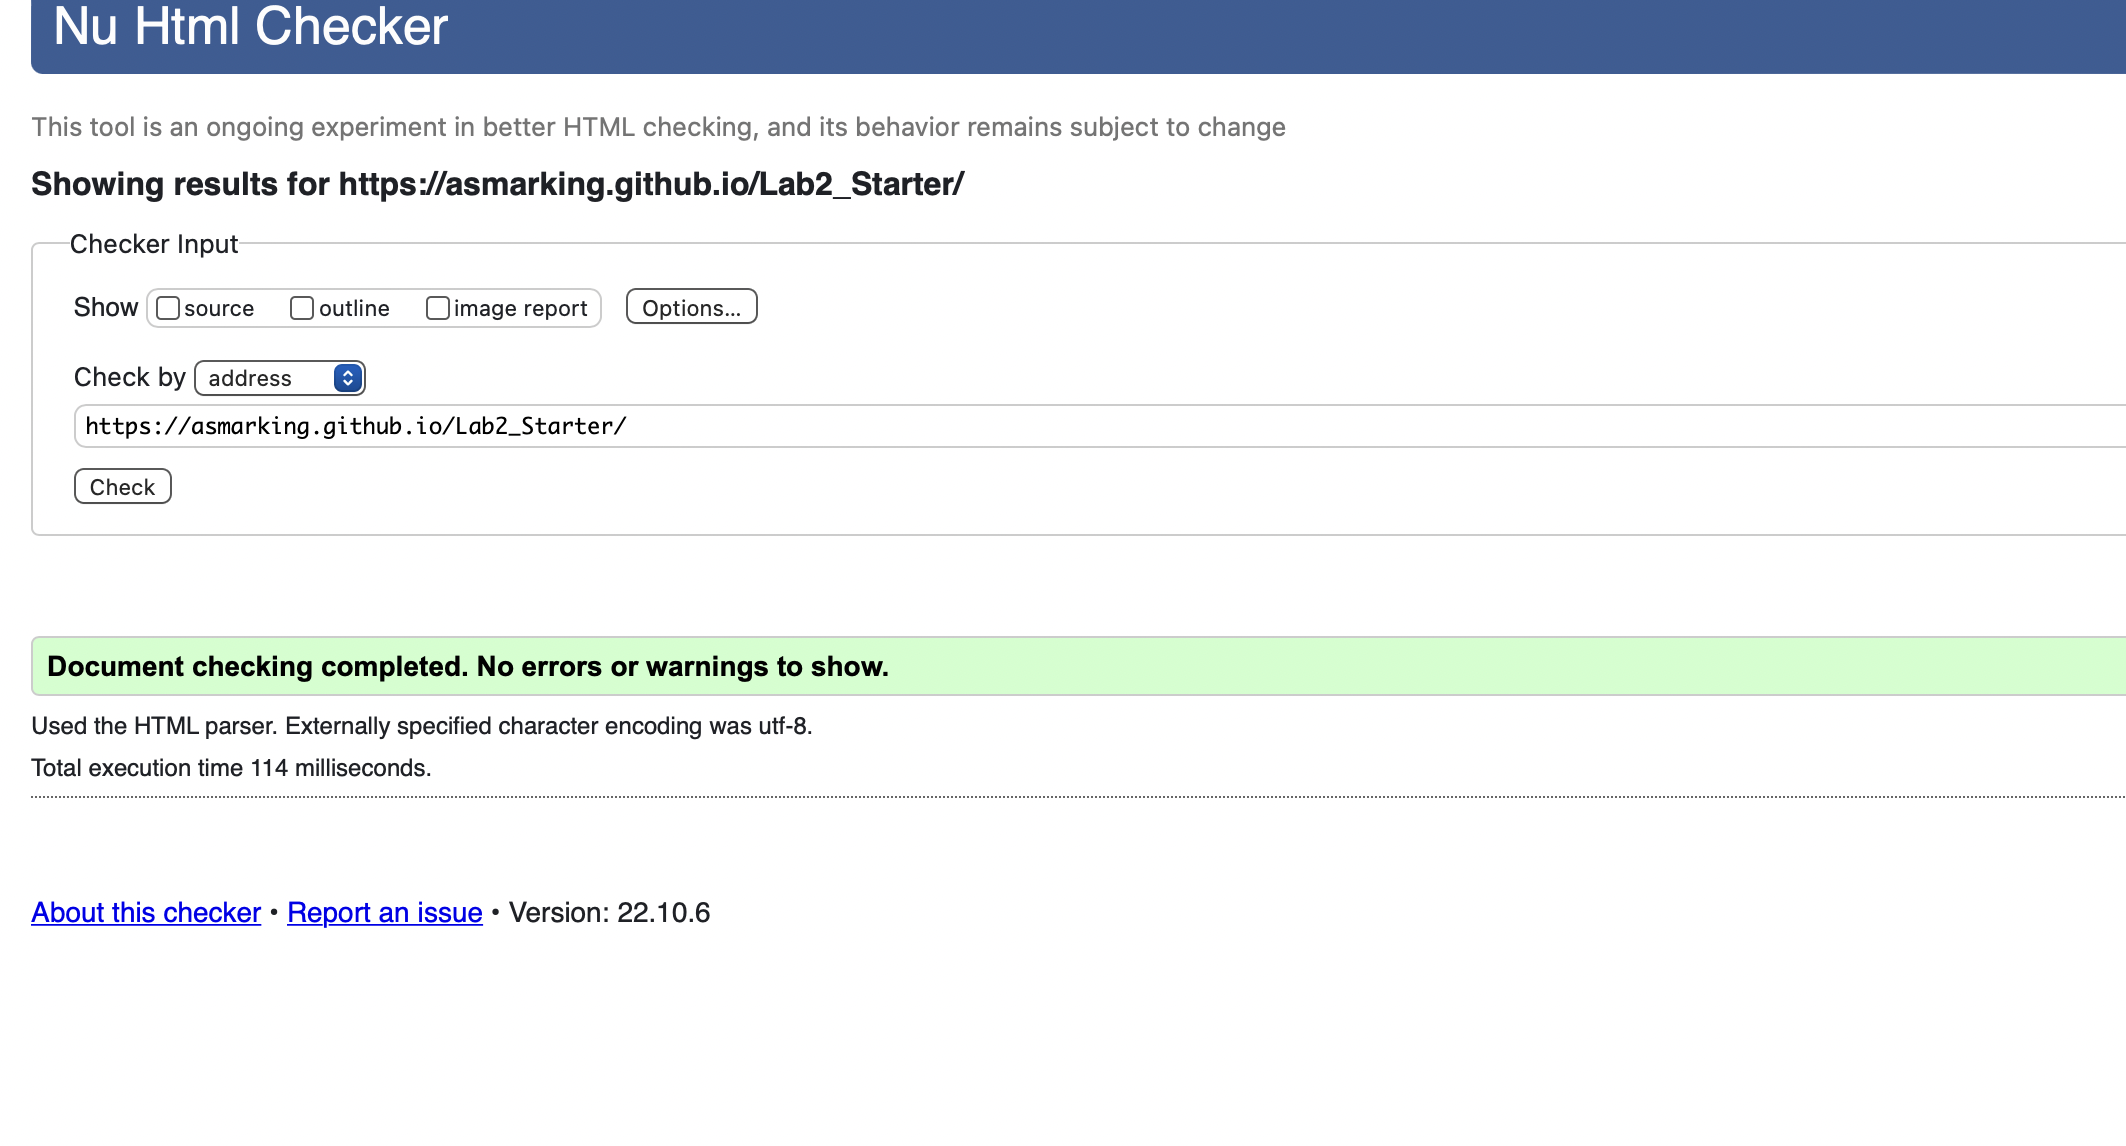 Nu Html Checker
This tool is an ongoing experiment in better HTML checking, and its behavior remains subject to change
Showing results for https://asmarking.github.io/Lab2_Starter/
Checker Input
Show source outline image report Options...
Check by address
https://asmarking.github.io/Lab2_Starter/
Check
Document checking completed. No errors or warnings to show.
Used the HTML parser. Externally specified character encoding was utf-8.
Total execution time 114 milliseconds.
About this checker • Report an issue • Version: 22.10.6